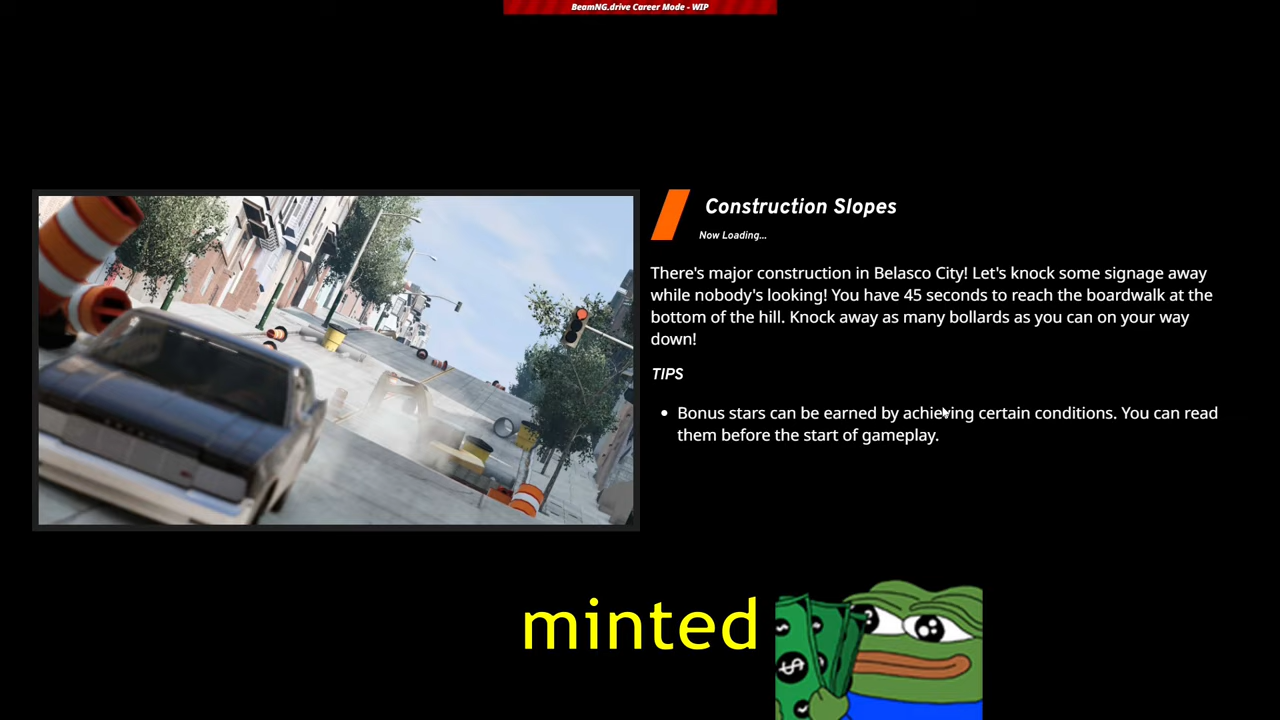 BeamNG.drive Career Mode - WIP
Construction Slopes
Now Loading...
There's major construction in Belasco City! Let's knock some signage away
while nobody's looking! You have 45 seconds to reach the boardwalk at the
bottom of the hill. Knock away as many bollards as you can on your way
down!
TIPS
• Bonus stars can be earned by achieving certain conditions. You can read
them before the start of gameplay.
minted
$
$